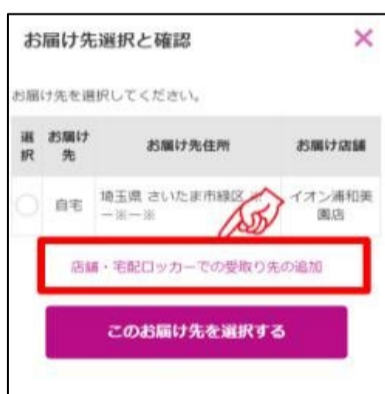 お届け先選択と確認
×
お届け先を選択してください。
選択 お届け先 お届け先住所 お届け店舗
自宅 埼玉県 さいたま市緑区 ※
ー※ー※
イオン浦和美園店
店舗・宅配ロッカーでの受取り先の追加
このお届け先を選択する